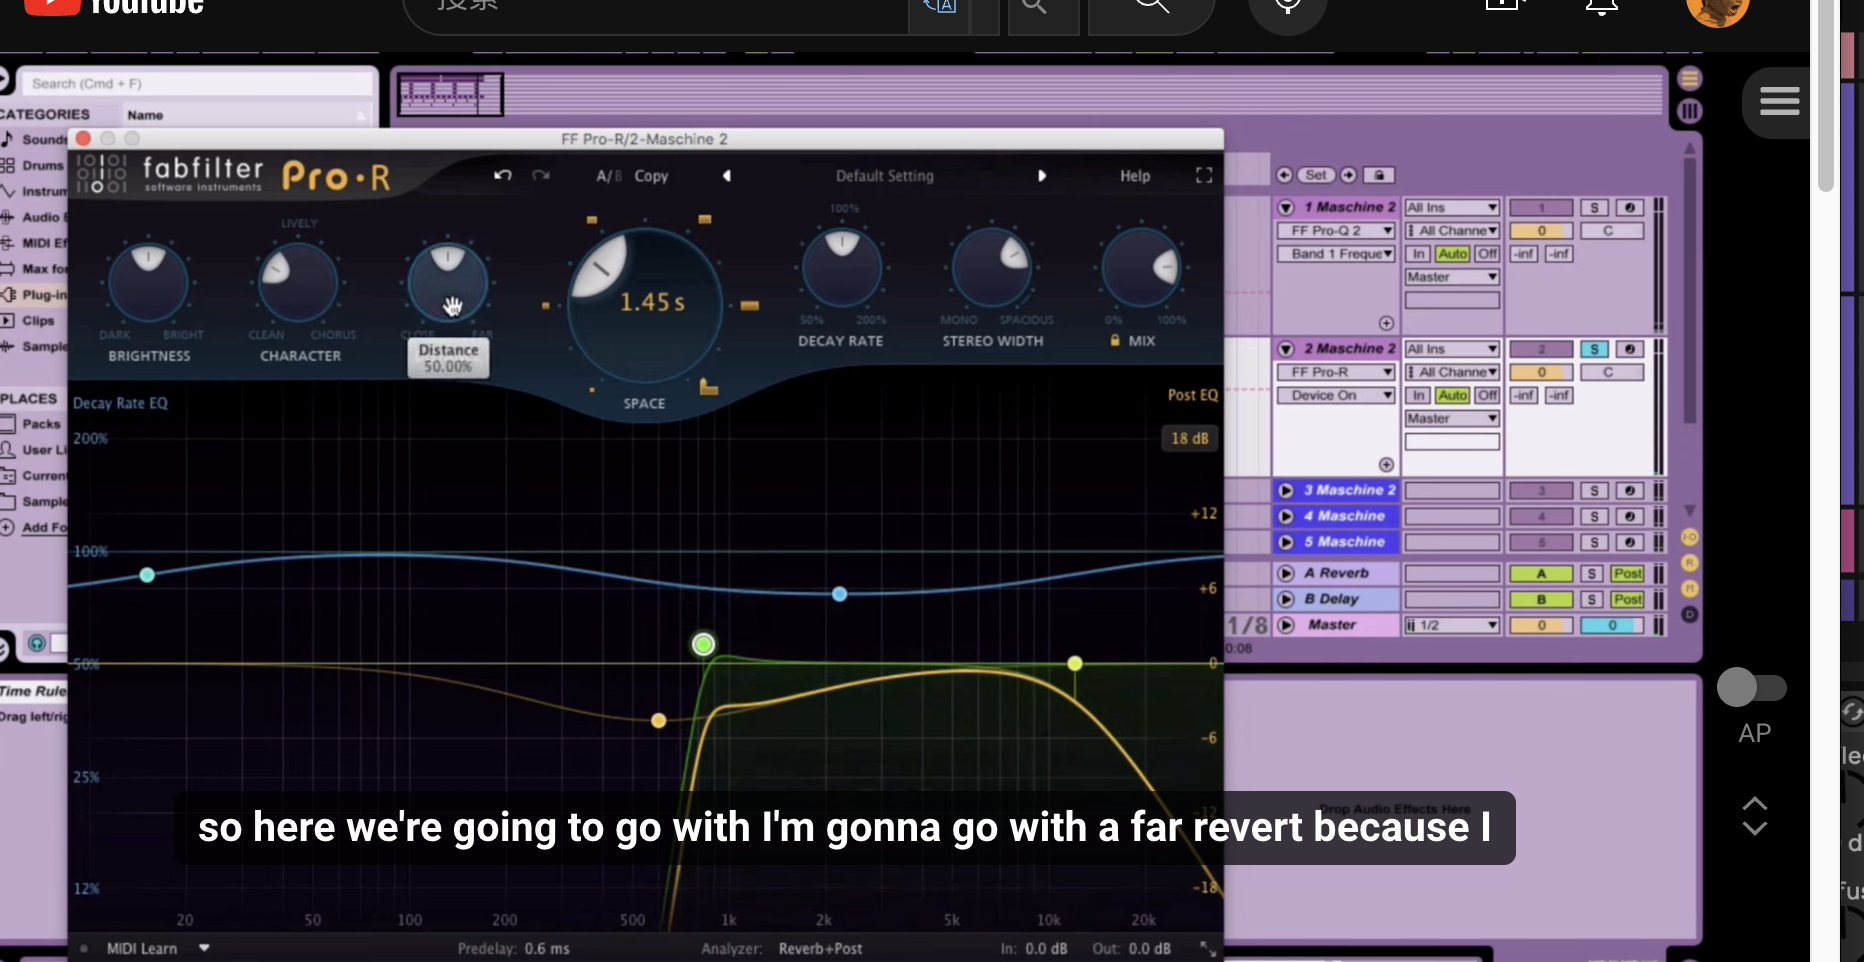 YouTube
搜索
Search (Cmd + F)
CATEGORIES
Name
Sounds
Drums
Instrum
Audio E
MIDI Ef
Max for
Plug-in
Clips
Sample
PLACES
Packs
User Li
Current
Sample
Add Fo
Time Rule
Drag left/rig
FF Pro-R/2-Maschine 2
fabfilter
software instruments
Pro·R
A/B Copy
Default Setting
Help
DARK BRIGHT
BRIGHTNESS
LIVELY
CLEAN CHORUS
CHARACTER
CLOSE FAR
Distance
50.00%
1.45 s
SPACE
100%
50% 200%
DECAY RATE
MONO SPACIOUS
STEREO WIDTH
0% 100%
MIX
Decay Rate EQ
Post EQ
18 dB
200%
100%
50%
25%
12%
+12
+6
0
-6
-12
-18
20 50 100 200 500 1k 2k 5k 10k 20k
MIDI Learn
Predelay: 0.6 ms
Analyzer: Reverb+Post
In: 0.0 dB Out: 0.0 dB
Set
1 Maschine 2 All Ins 1 S
FF Pro-Q 2 All Channe 0 C
Band 1 Freque In Auto Off -inf -inf
Master
2 Maschine 2 All Ins 2 S
FF Pro-R All Channe 0 C
Device On In Auto Off -inf -inf
Master
3 Maschine 2 3 S
4 Maschine 4 S
5 Maschine 5 S
A Reverb A S Post
B Delay B S Post
1/8 Master 1/2 0 0
0:08
Drop Audio Effects Here
so here we're going to go with I'm gonna go with a far revert because I
AP